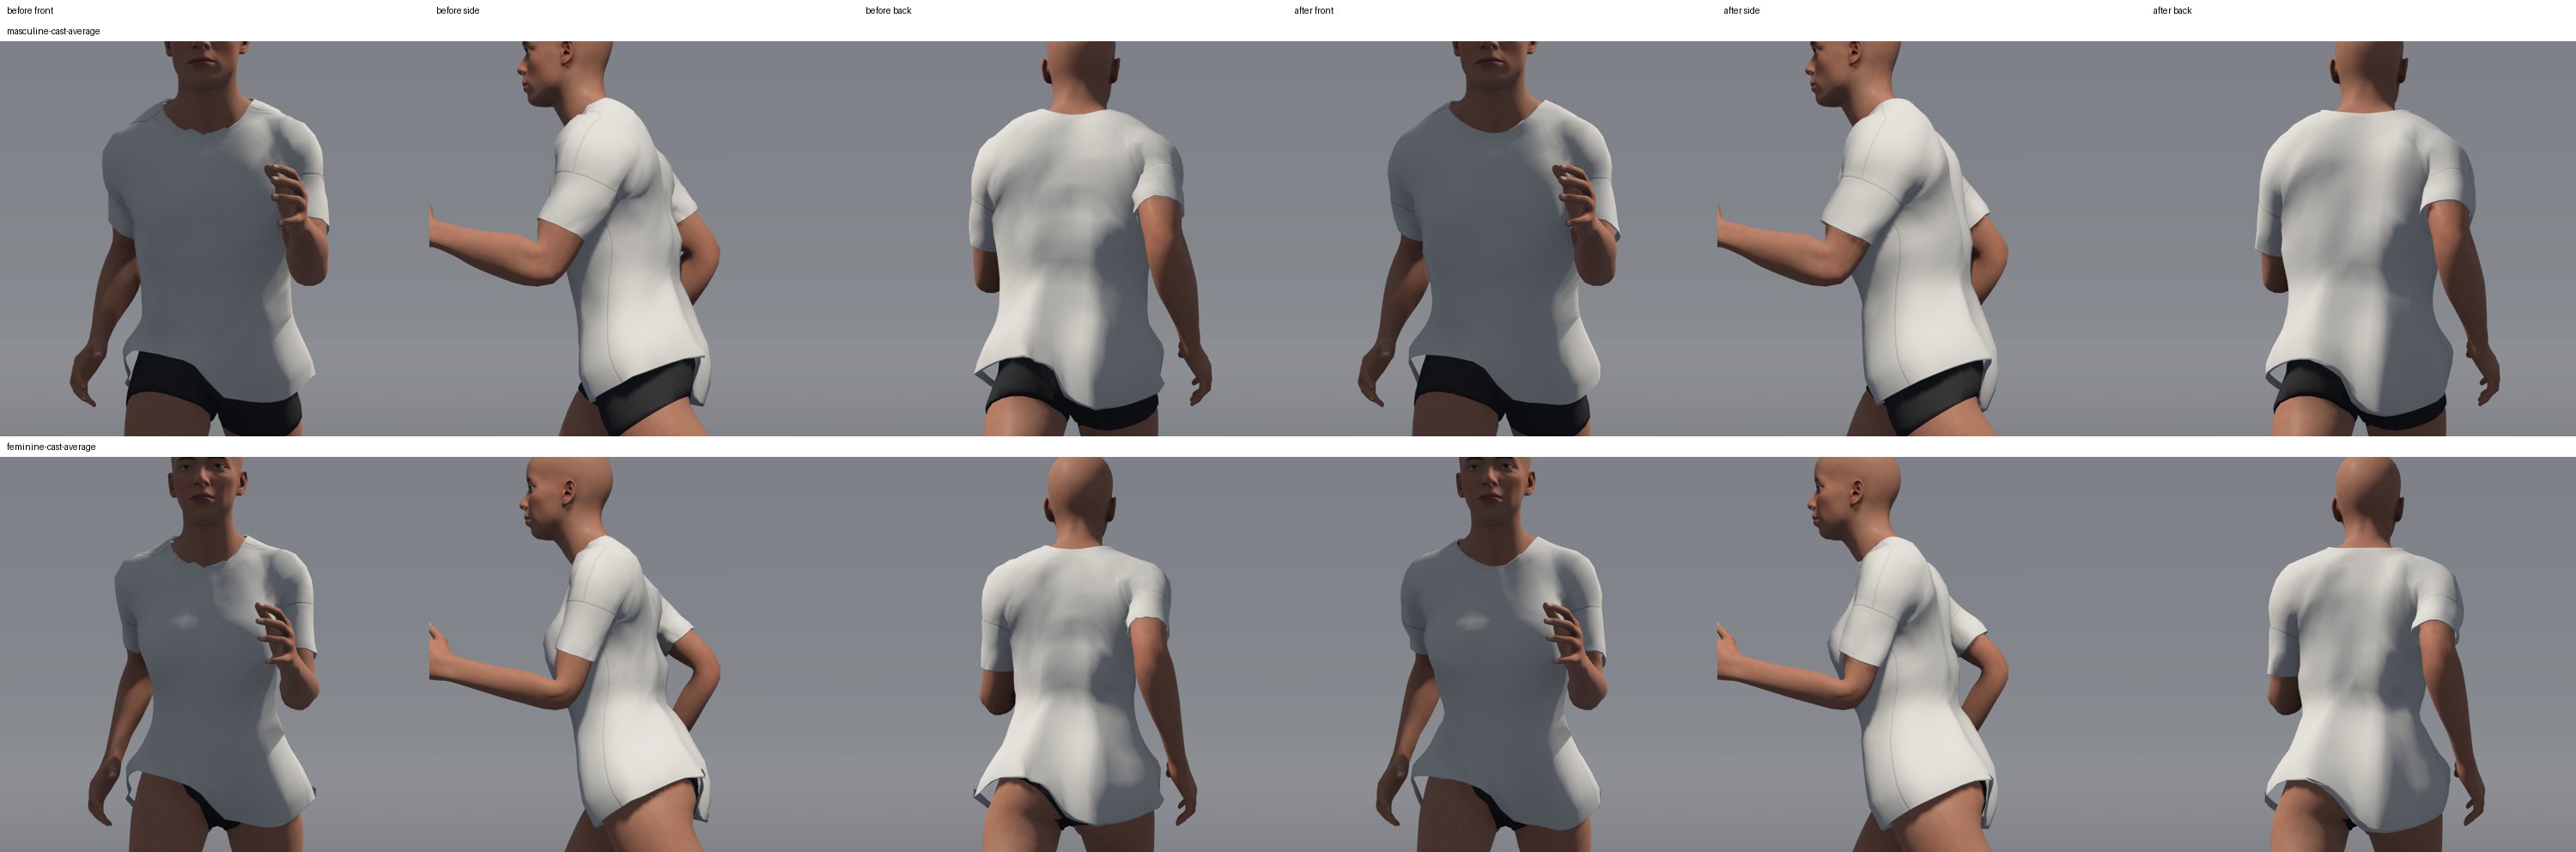 before front before side before back after front after side after back
masculine-cast-average
feminine-cast-average